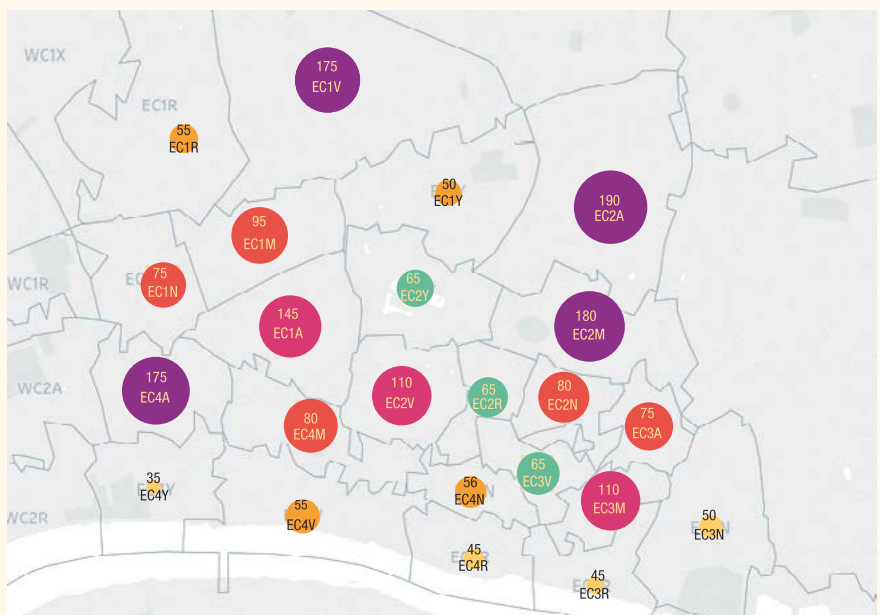 WC1X
175
EC1V
EC1R
55
EC1R
50
EC1Y
190
EC2A
95
EC1M
WC1R
75
EC1N
65
EC2Y
145
EC1A
180
EC2M
WC2A
175
EC4A
110
EC2V
65
EC2R
80
EC2N
80
EC4M
75
EC3A
65
EC3V
35
EC4Y
56
EC4N
110
EC3M
WC2R
55
EC4V
50
EC3N
45
EC4R
45
EC3R